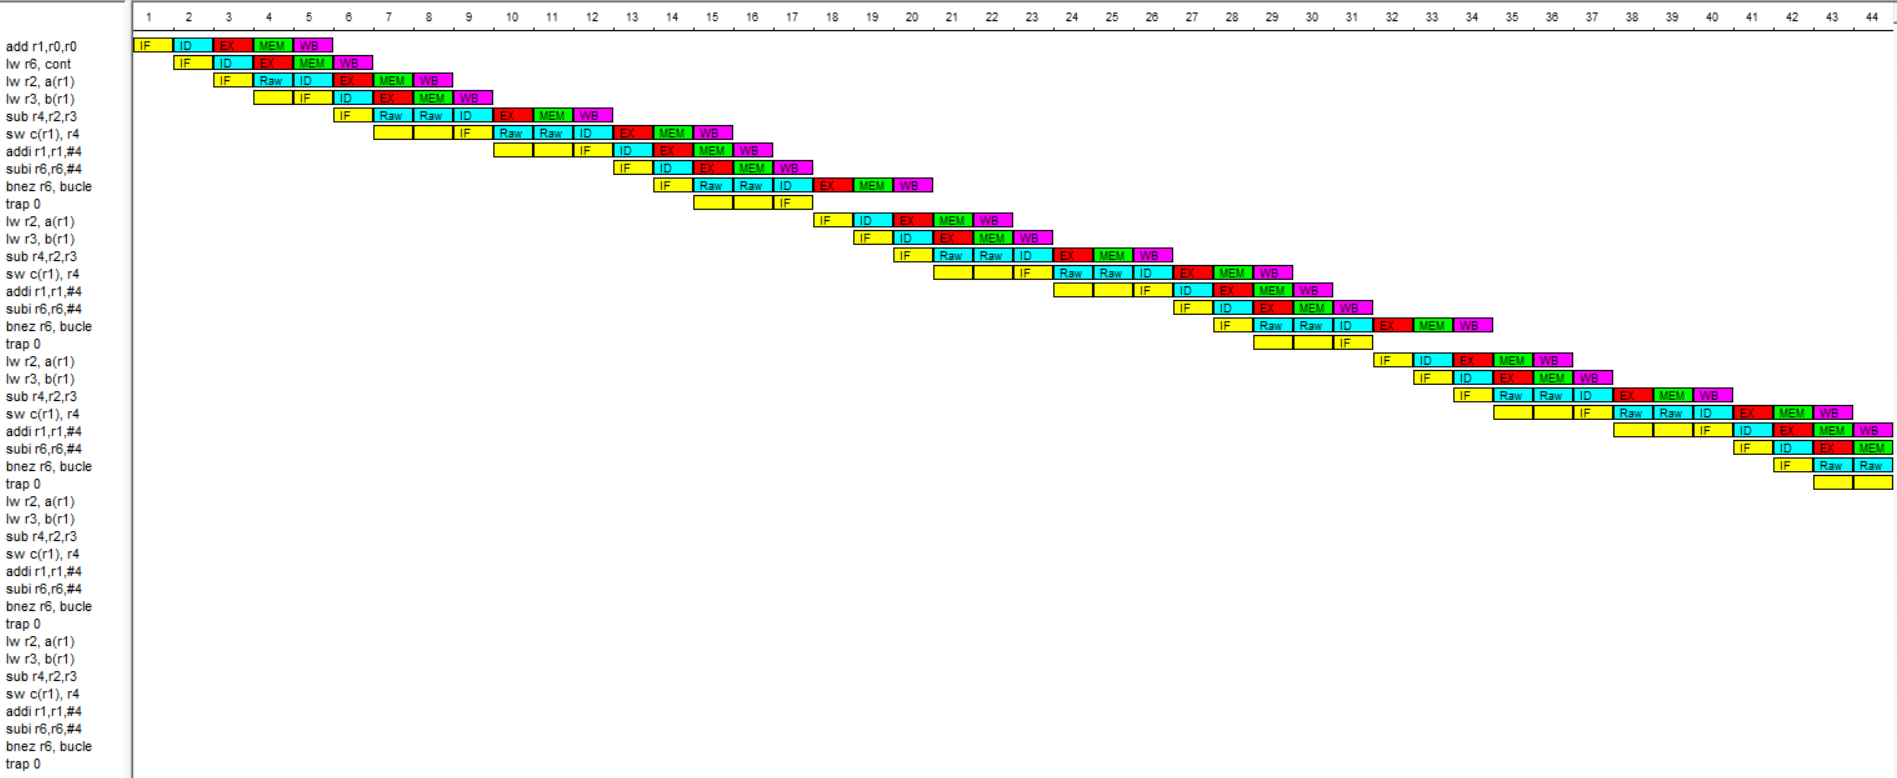 1 2 3 4 5 6 7 8 9 10 11 12 13 14 15 16 17 18 19 20 21 22 23 24 25 26 27 28 29 30 31 32 33 34 35 36 37 38 39 40 41 42 43 44
add r1,r0,r0 IF ID EX MEM WB
lw r6, cont IF ID EX MEM WB
lw r2, a(r1) IF Raw ID EX MEM WB
lw r3, b(r1) IF ID EX MEM WB
sub r4,r2,r3 IF Raw Raw ID EX MEM WB
sw c(r1), r4 IF Raw Raw ID EX MEM WB
addi r1,r1,#4 IF ID EX MEM WB
subi r6,r6,#4 IF ID EX MEM WB
bnez r6, bucle IF Raw Raw ID EX MEM WB
trap 0 IF
lw r2, a(r1) IF ID EX MEM WB
lw r3, b(r1) IF ID EX MEM WB
sub r4,r2,r3 IF Raw Raw ID EX MEM WB
sw c(r1), r4 IF Raw Raw ID EX MEM WB
addi r1,r1,#4 IF ID EX MEM WB
subi r6,r6,#4 IF ID EX MEM WB
bnez r6, bucle IF Raw Raw ID EX MEM WB
trap 0 IF
lw r2, a(r1) IF ID EX MEM WB
lw r3, b(r1) IF ID EX MEM WB
sub r4,r2,r3 IF Raw Raw ID EX MEM WB
sw c(r1), r4 IF Raw Raw ID EX MEM WB
addi r1,r1,#4 IF ID EX MEM WB
subi r6,r6,#4 IF ID EX MEM
bnez r6, bucle IF Raw Raw
trap 0
lw r2, a(r1)
lw r3, b(r1)
sub r4,r2,r3
sw c(r1), r4
addi r1,r1,#4
subi r6,r6,#4
bnez r6, bucle
trap 0
lw r2, a(r1)
lw r3, b(r1)
sub r4,r2,r3
sw c(r1), r4
addi r1,r1,#4
subi r6,r6,#4
bnez r6, bucle
trap 0